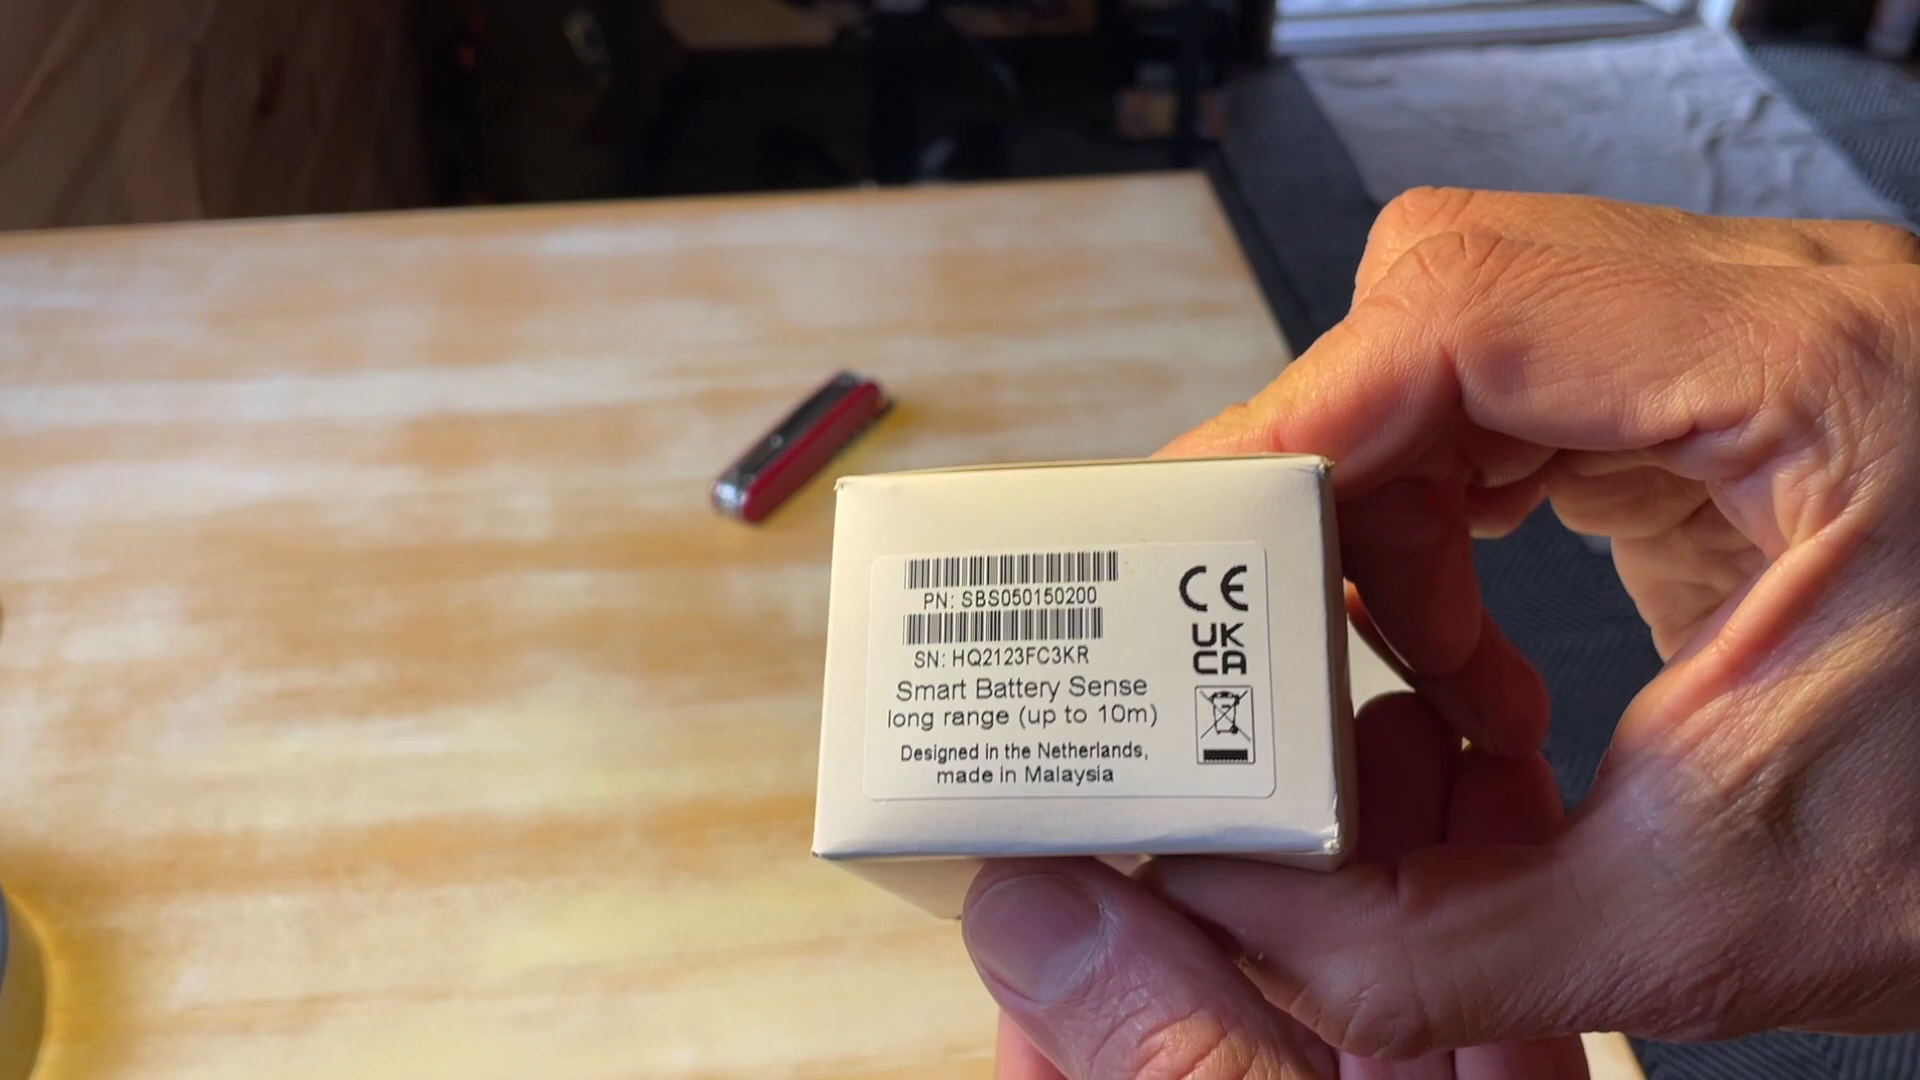 PN: SBS050150200
SN: HQ2123FC3KR
Smart Battery Sense
long range (up to 10m)
Designed in the Netherlands,
made in Malaysia
CE
UK
CA